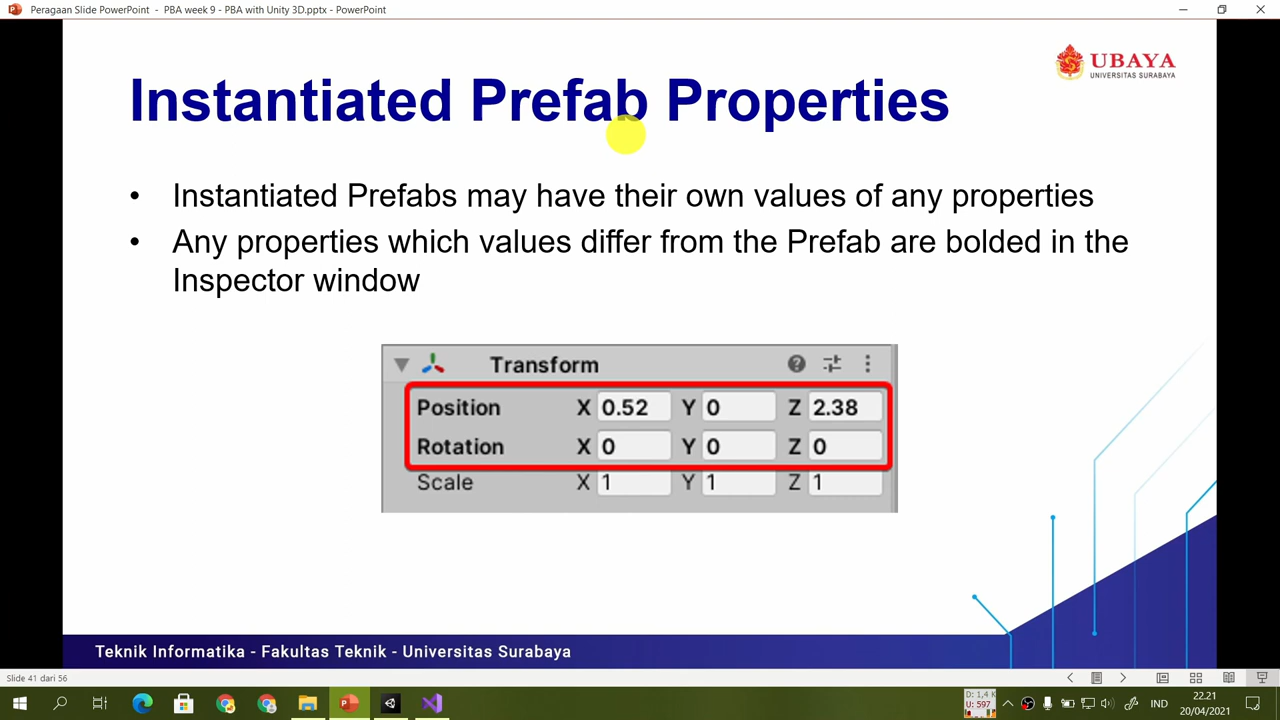 Peragaan Slide PowerPoint - PBA week 9 - PBA with Unity 3D.pptx - PowerPoint
UBAYA
UNIVERSITAS SURABAYA
Instantiated Prefab Properties
• Instantiated Prefabs may have their own values of any properties
• Any properties which values differ from the Prefab are bolded in the
Inspector window
Transform
Position X 0.52 Y 0 Z 2.38
Rotation X 0 Y 0 Z 0
Scale X 1 Y 1 Z 1
Teknik Informatika - Fakultas Teknik - Universitas Surabaya
Slide 41 dari 56
D: 1,4 K
U: 597
IND
22.21
20/04/2021